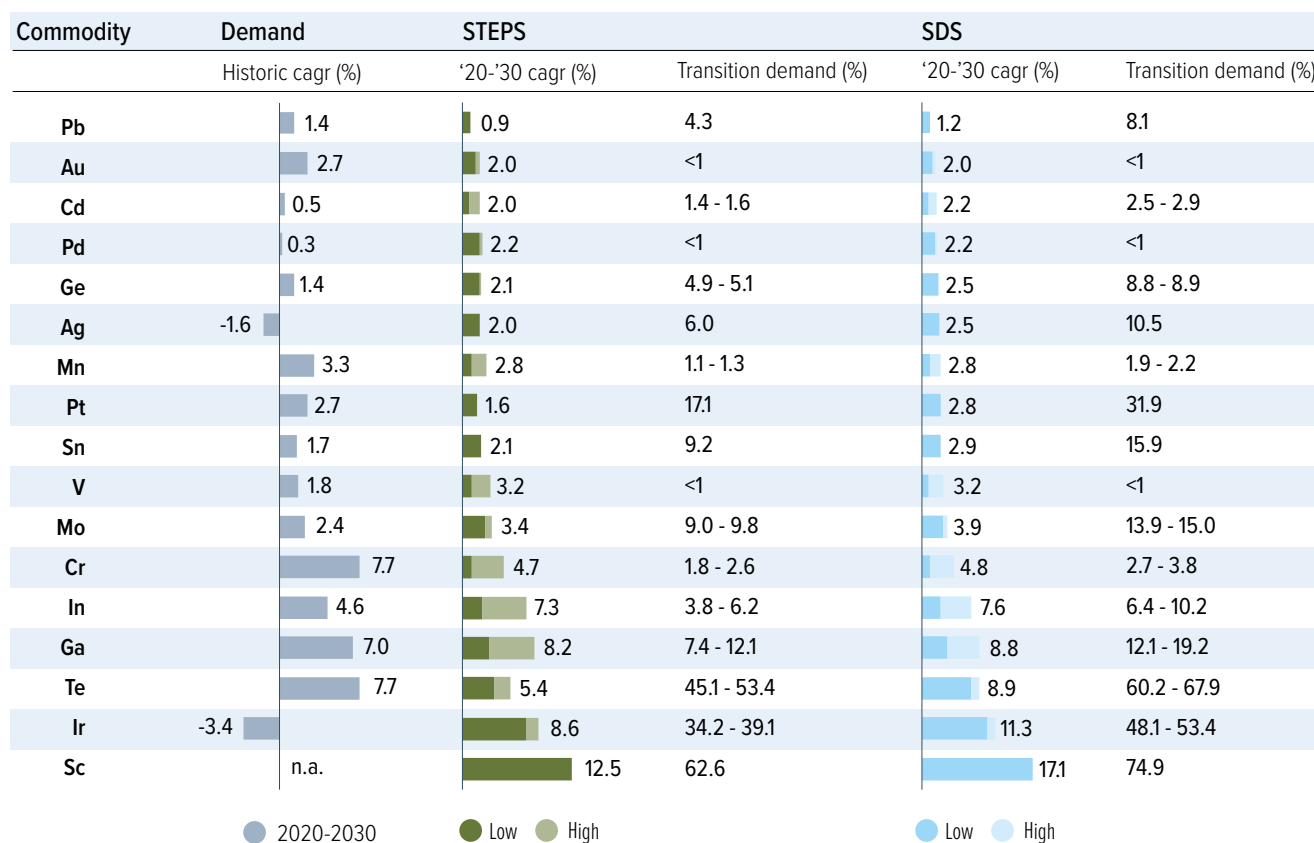 Commodity Demand STEPS SDS
Historic cagr (%) '20-'30 cagr (%) Transition demand (%) '20-'30 cagr (%) Transition demand (%)
Pb 1.4 0.9 4.3 1.2 8.1
Au 2.7 2.0 <1 2.0 <1
Cd 0.5 2.0 1.4 - 1.6 2.2 2.5 - 2.9
Pd 0.3 2.2 <1 2.2 <1
Ge 1.4 2.1 4.9 - 5.1 2.5 8.8 - 8.9
Ag -1.6 2.0 6.0 2.5 10.5
Mn 3.3 2.8 1.1 - 1.3 2.8 1.9 - 2.2
Pt 2.7 1.6 17.1 2.8 31.9
Sn 1.7 2.1 9.2 2.9 15.9
V 1.8 3.2 <1 3.2 <1
Mo 2.4 3.4 9.0 - 9.8 3.9 13.9 - 15.0
Cr 7.7 4.7 1.8 - 2.6 4.8 2.7 - 3.8
In 4.6 7.3 3.8 - 6.2 7.6 6.4 - 10.2
Ga 7.0 8.2 7.4 - 12.1 8.8 12.1 - 19.2
Te 7.7 5.4 45.1 - 53.4 8.9 60.2 - 67.9
Ir -3.4 8.6 34.2 - 39.1 11.3 48.1 - 53.4
Sc n.a. 12.5 62.6 17.1 74.9
2020-2030 Low High Low High